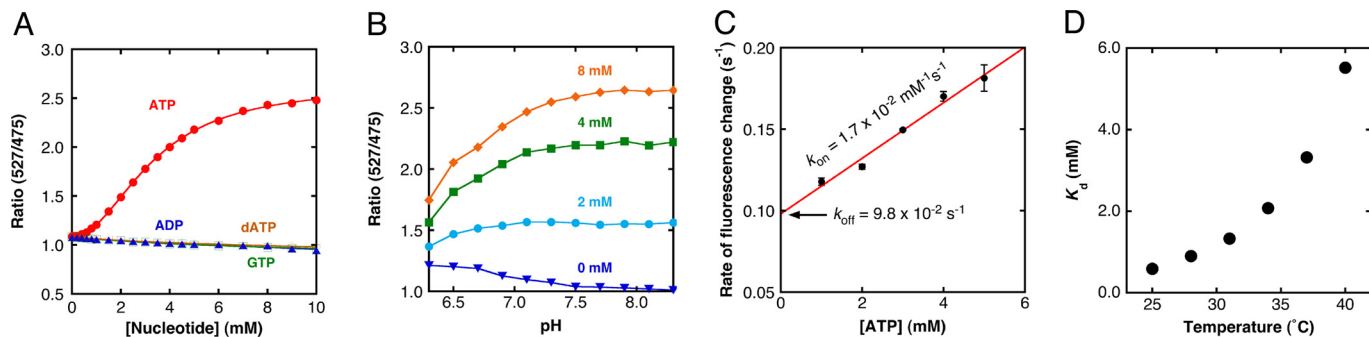 A
Ratio (527/475)
3.0
2.5
2.0
1.5
1.0
0.5
ATP
ADP
dATP
GTP
0
2
4
6
8
10
[Nucleotide] (mM)
B
Ratio (527/475)
3.0
2.5
2.0
1.5
1.0
8 mM
4 mM
2 mM
0 mM
6.5
7.0
7.5
8.0
pH
C
Rate of fluorescence change (s⁻¹)
0.20
0.15
0.10
0.05
kon = 1.7 x 10⁻² mM⁻¹s⁻¹
koff = 9.8 x 10⁻² s⁻¹
0
2
4
6
[ATP] (mM)
D
Kd (mM)
6.0
4.0
2.0
0.0
25
30
35
40
Temperature (°C)